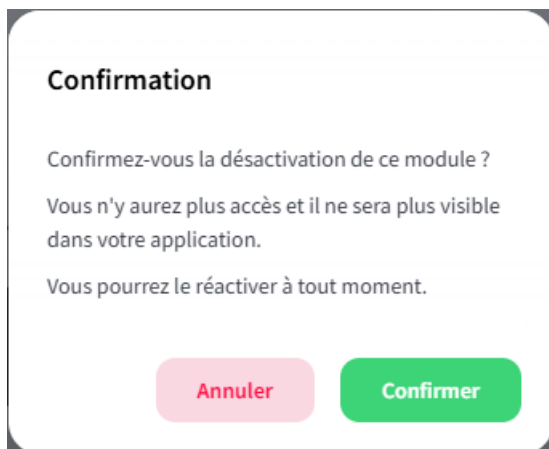 Confirmation
Confirmez-vous la désactivation de ce module ?
Vous n'y aurez plus accès et il ne sera plus visible
dans votre application.
Vous pourrez le réactiver à tout moment.
Annuler
Confirmer